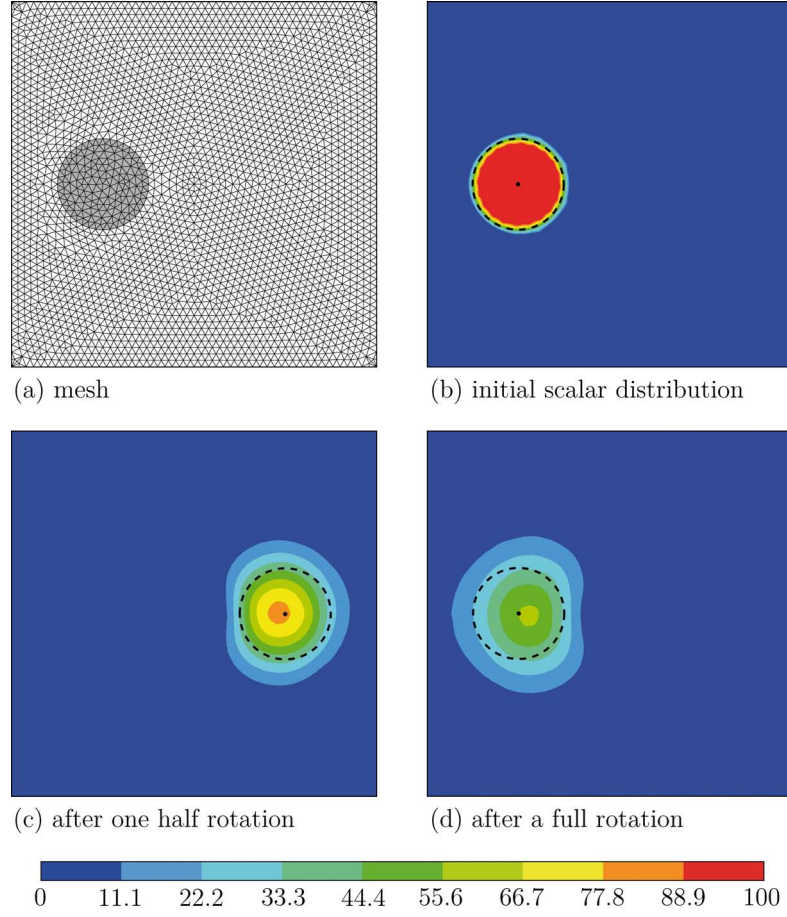 (a) mesh
(b) initial scalar distribution
(c) after one half rotation
(d) after a full rotation
0 11.1 22.2 33.3 44.4 55.6 66.7 77.8 88.9 100